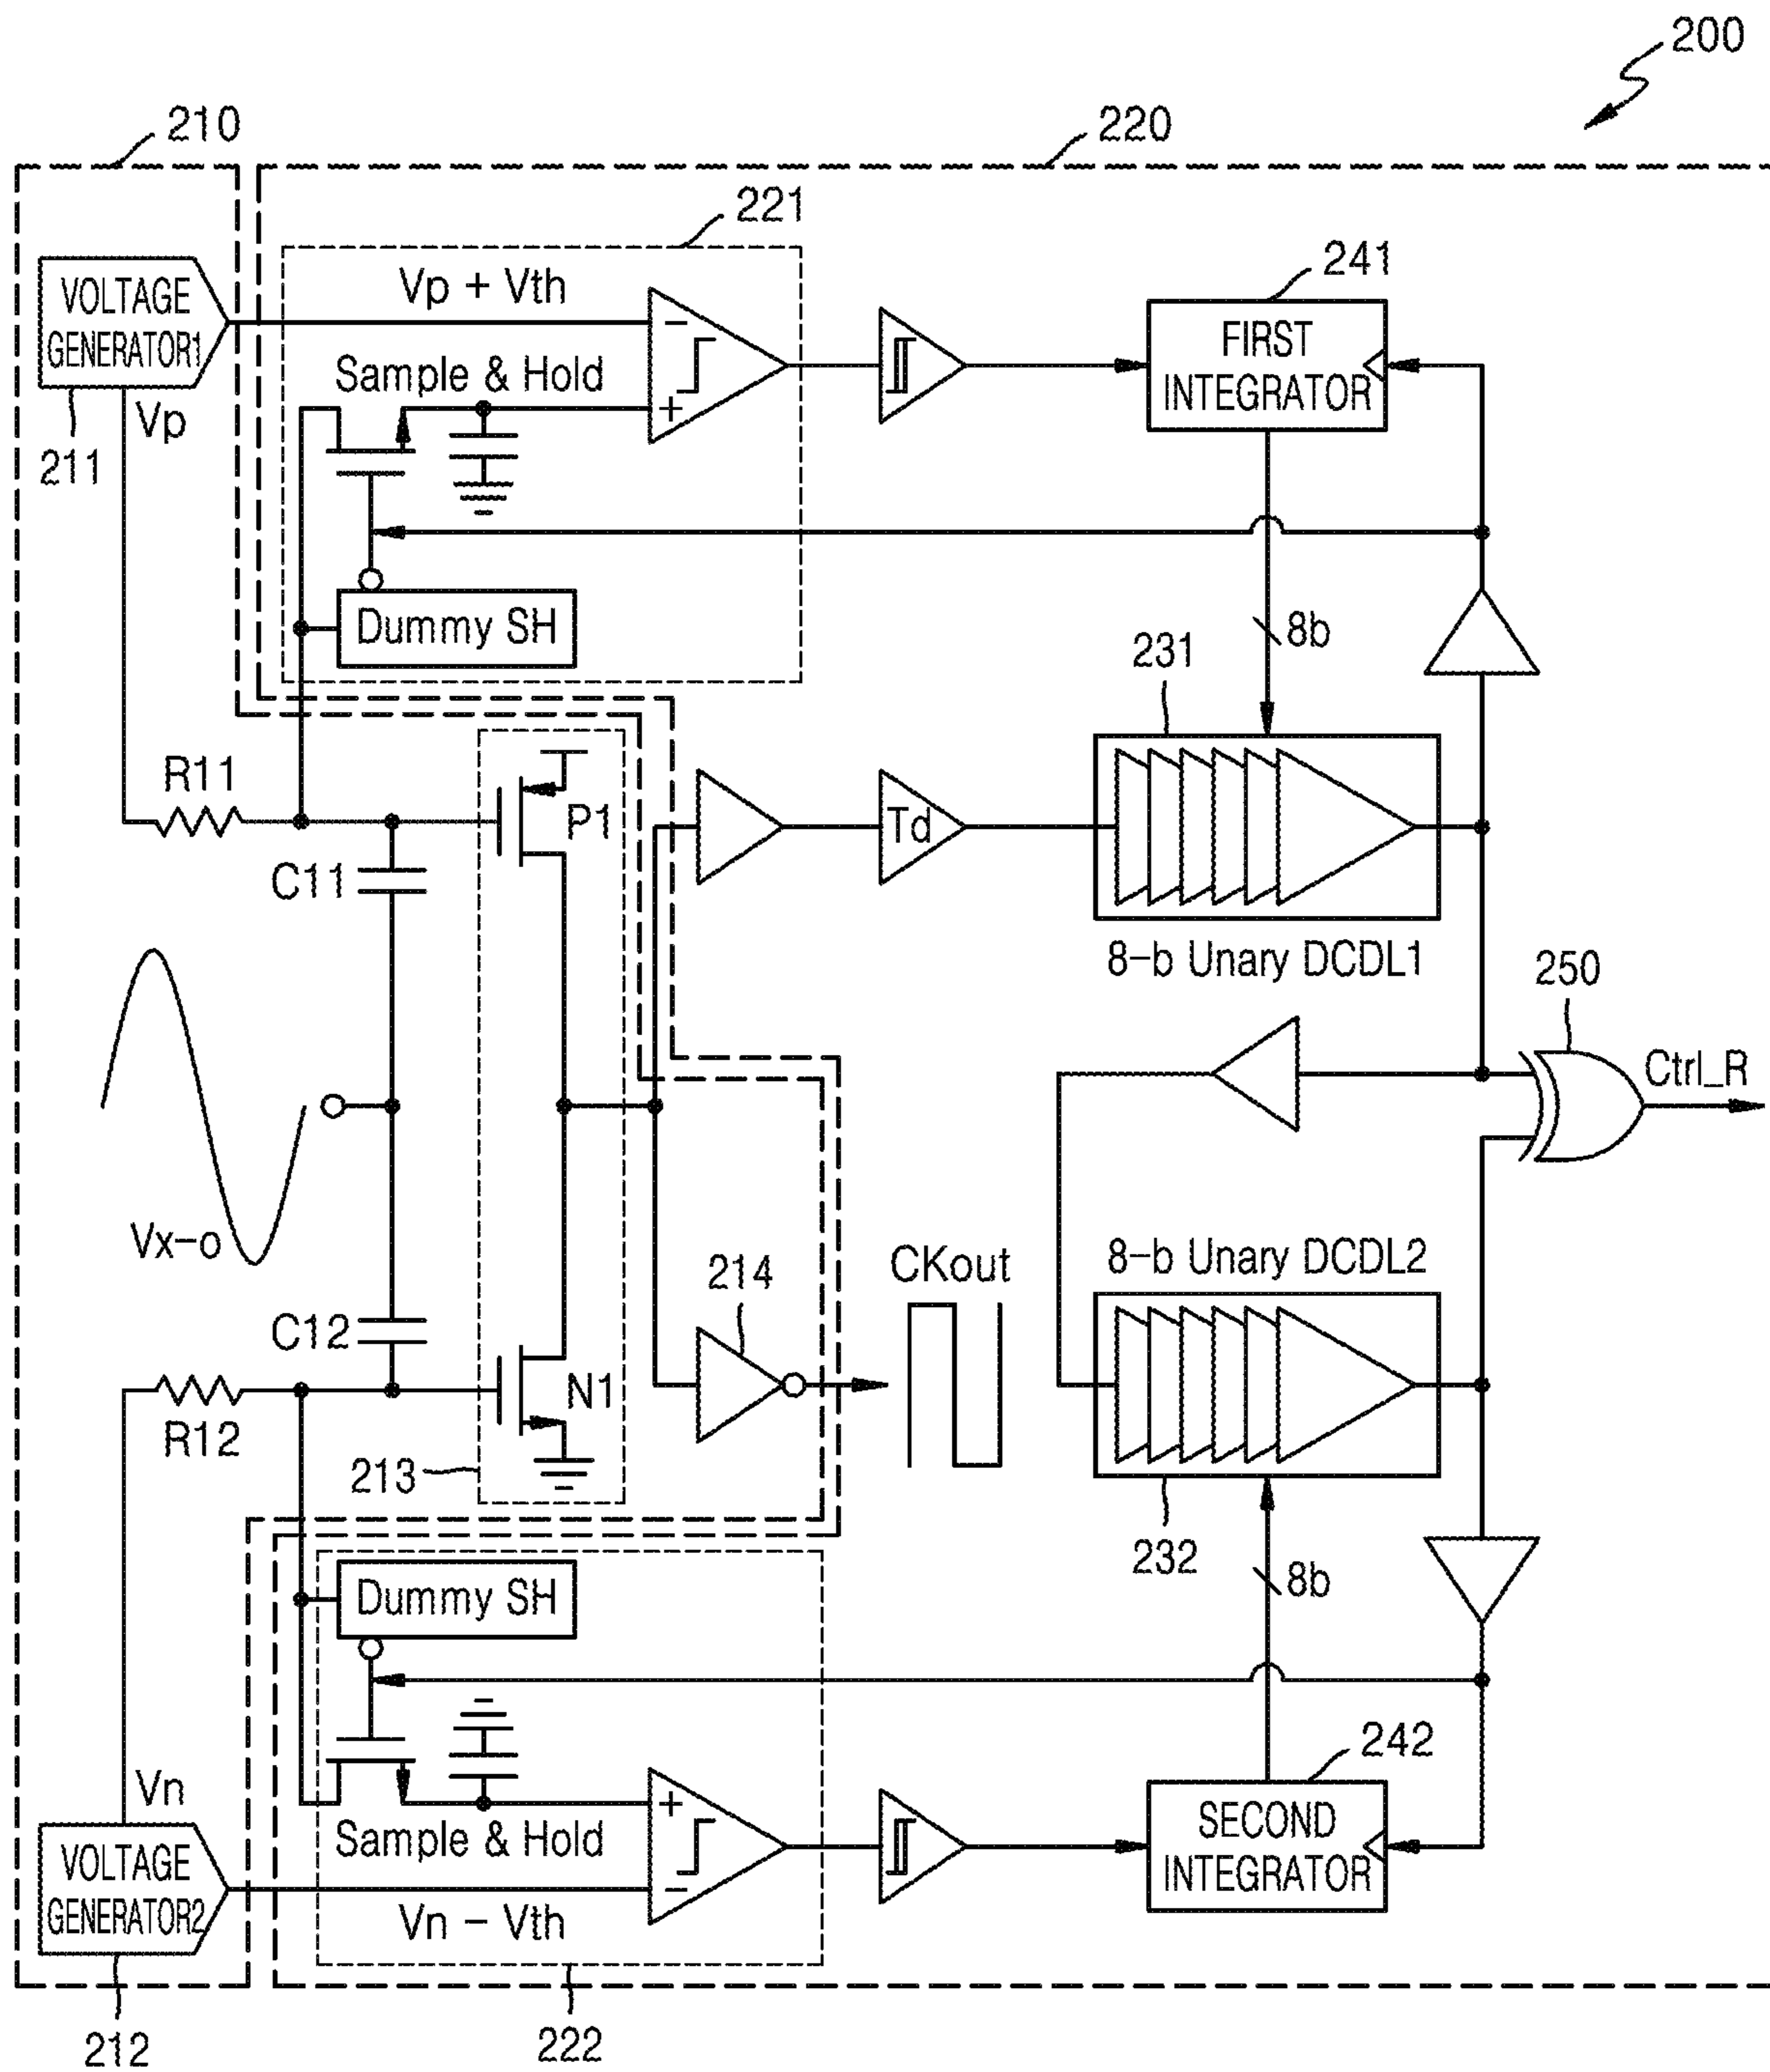 200
210
220
221
VOLTAGE
GENERATOR1
Vp + Vth
241
FIRST
INTEGRATOR
Sample & Hold
−
+
Vp
211
Dummy SH
8b
231
R11
P1
Td
C11
8-b Unary DCDL1
250
Ctrl_R
Vx-o
8-b Unary DCDL2
214
CKout
C12
N1
R12
213
232
8b
Dummy SH
242
Vn
SECOND
INTEGRATOR
+
−
Sample & Hold
VOLTAGE
GENERATOR2
Vn − Vth
212
222